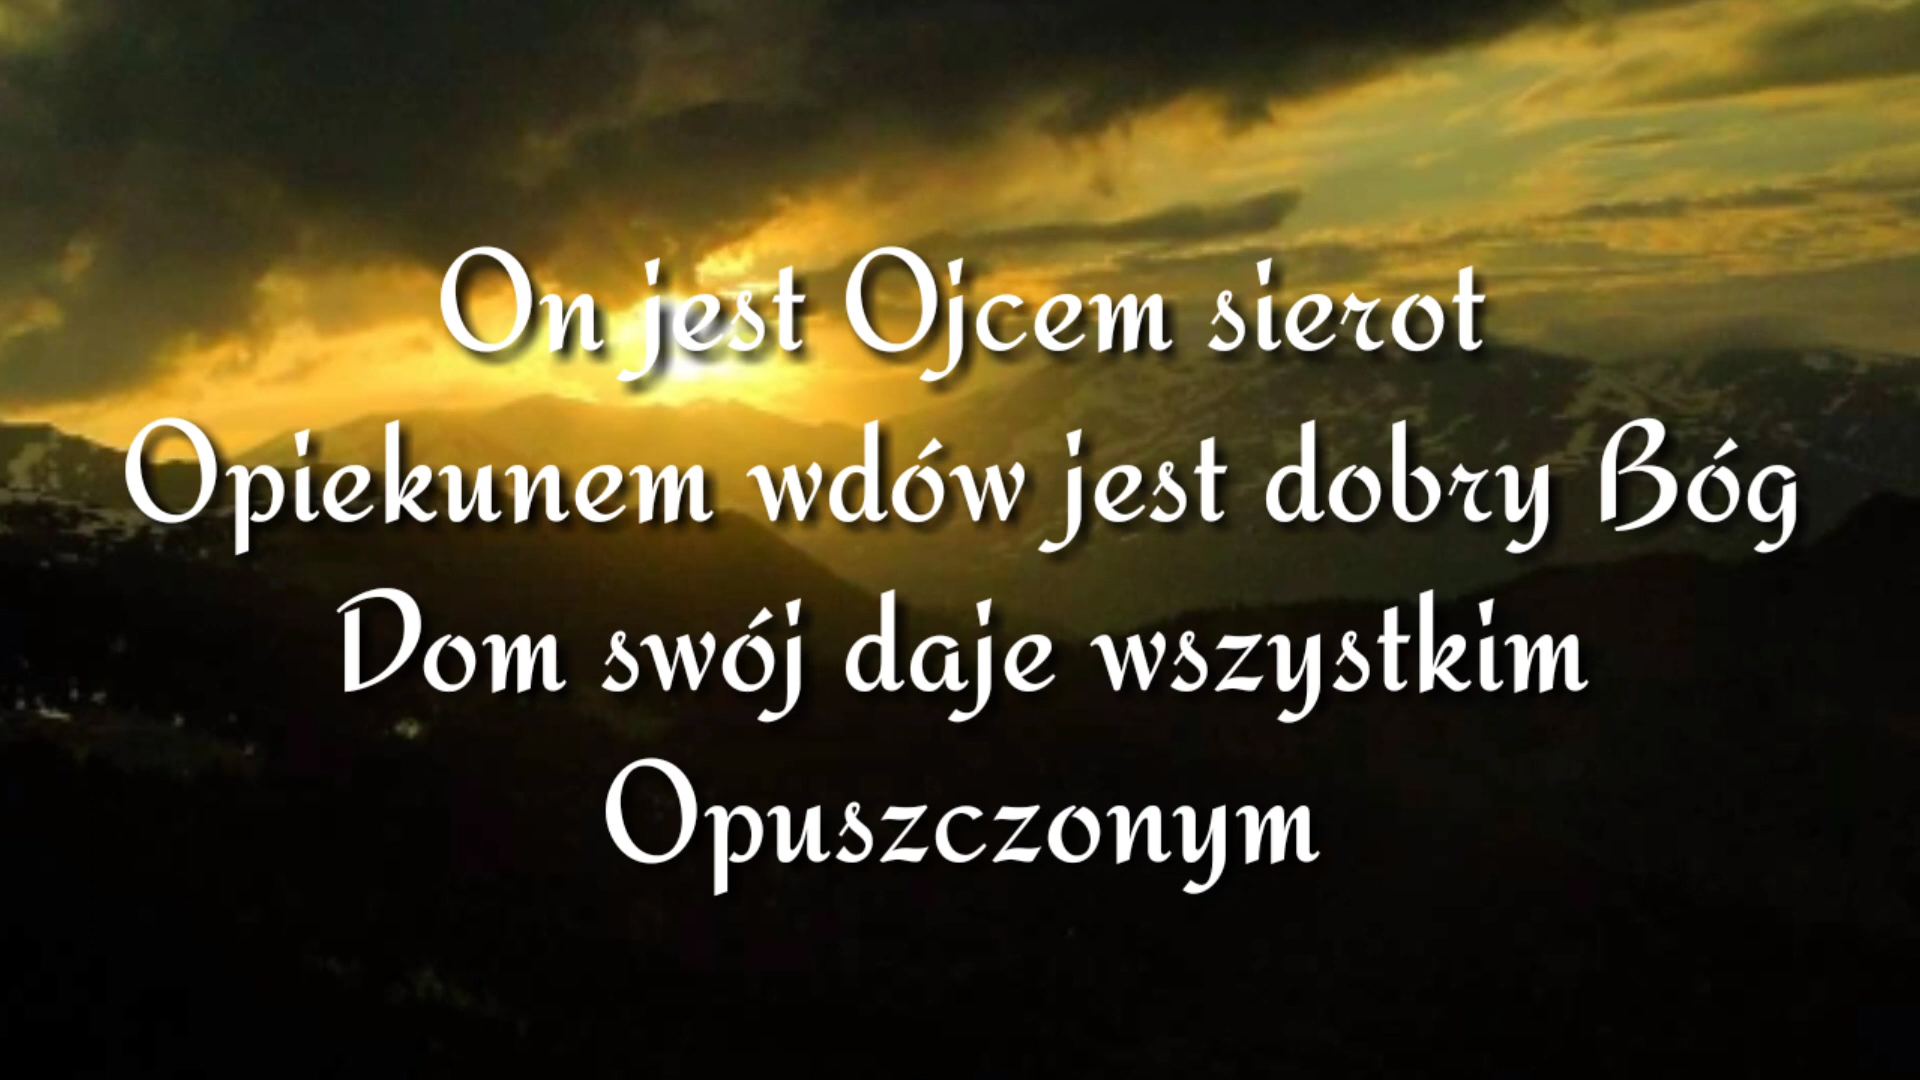 On jest Ojcem sierot
Opiekunem wdów jest dobry Bóg
Dom swój daje wszystkim
Opuszczonym